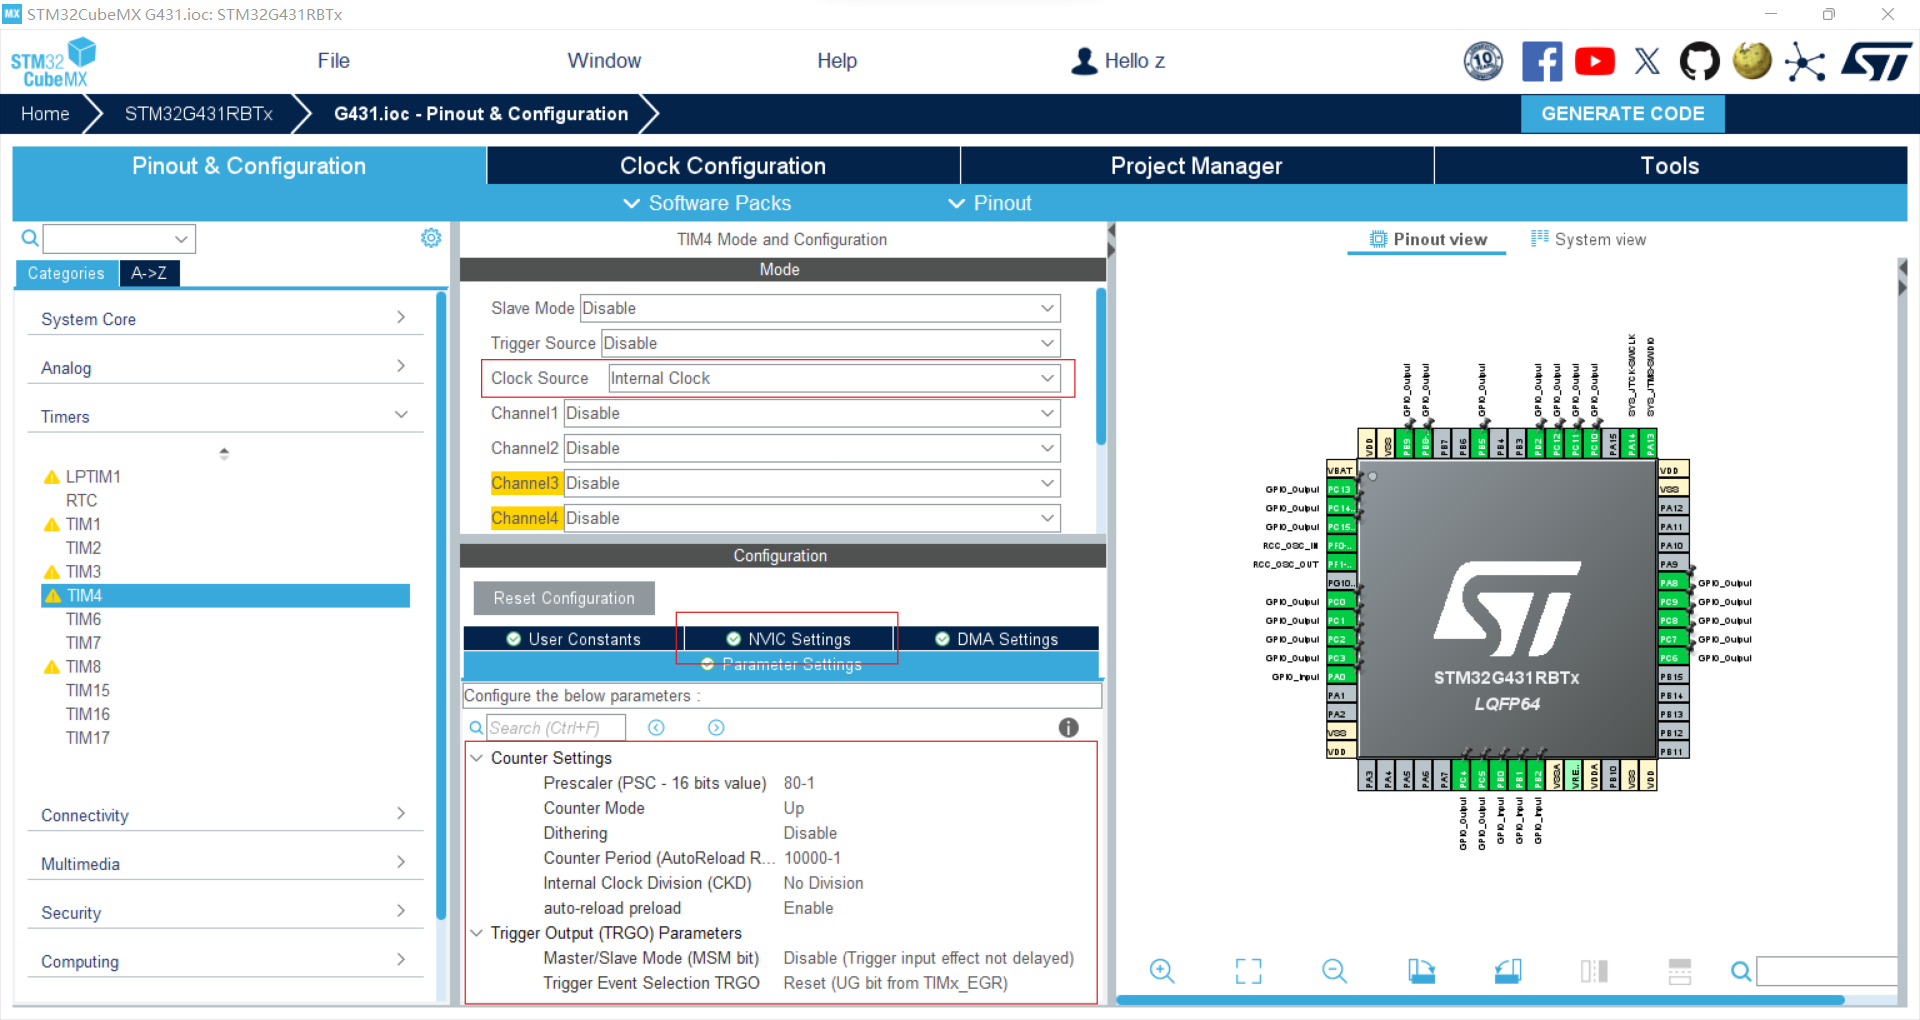 MX STM32CubeMX G431.ioc: STM32G431RBTx
STM32 CubeMX
File
Window
Help
Hello z
10 YEARS
Home
STM32G431RBTx
G431.ioc - Pinout & Configuration
GENERATE CODE
Pinout & Configuration
Clock Configuration
Project Manager
Tools
Software Packs
Pinout
Categories
A->Z
System Core
Analog
Timers
LPTIM1
RTC
TIM1
TIM2
TIM3
TIM4
TIM6
TIM7
TIM8
TIM15
TIM16
TIM17
Connectivity
Multimedia
Security
Computing
TIM4 Mode and Configuration
Mode
Slave Mode Disable
Trigger Source Disable
Clock Source Internal Clock
Channel1 Disable
Channel2 Disable
Channel3 Disable
Channel4 Disable
Configuration
Reset Configuration
User Constants
NVIC Settings
DMA Settings
Parameter Settings
Configure the below parameters :
Search (Ctrl+F)
Counter Settings
Prescaler (PSC - 16 bits value) 80-1
Counter Mode Up
Dithering Disable
Counter Period (AutoReload R... 10000-1
Internal Clock Division (CKD) No Division
auto-reload preload Enable
Trigger Output (TRGO) Parameters
Master/Slave Mode (MSM bit) Disable (Trigger input effect not delayed)
Trigger Event Selection TRGO Reset (UG bit from TIMx_EGR)
Pinout view
System view
GPIO_Output
GPIO_Output
GPIO_Output
GPIO_Output
GPIO_Output
GPIO_Output
GPIO_Output
SYS_JTCK-SWCLK
SYS_JTMS-SWDIO
VDD
VSS
PB9
PB8-..
PB7
PB6
PB5
PB4
PB3
PD2
PC12
PC11
PC10
PA15
PA14
PA13
VBAT
GPIO_Output PC13
GPIO_Output PC14..
GPIO_Output PC15..
RCC_OSC_IN PF0-..
RCC_OSC_OUT PF1-..
PG10..
GPIO_Output PC0
GPIO_Output PC1
GPIO_Output PC2
GPIO_Output PC3
GPIO_Input PA0
PA1
PA2
VSS
VDD
STM32G431RBTx
LQFP64
VDD
VSS
PA12
PA11
PA10
PA9
PA8 GPIO_Output
PC9 GPIO_Output
PC8 GPIO_Output
PC7 GPIO_Output
PC6 GPIO_Output
PB15
PB14
PB13
PB12
PB11
PA3
PA4
PA5
PA6
PA7
PC4
PC5
PB0
PB1
PB2
VSSA
VRE..
VDDA
PB10
VSS
VDD
GPIO_Output
GPIO_Output
GPIO_Input
GPIO_Input
GPIO_Input